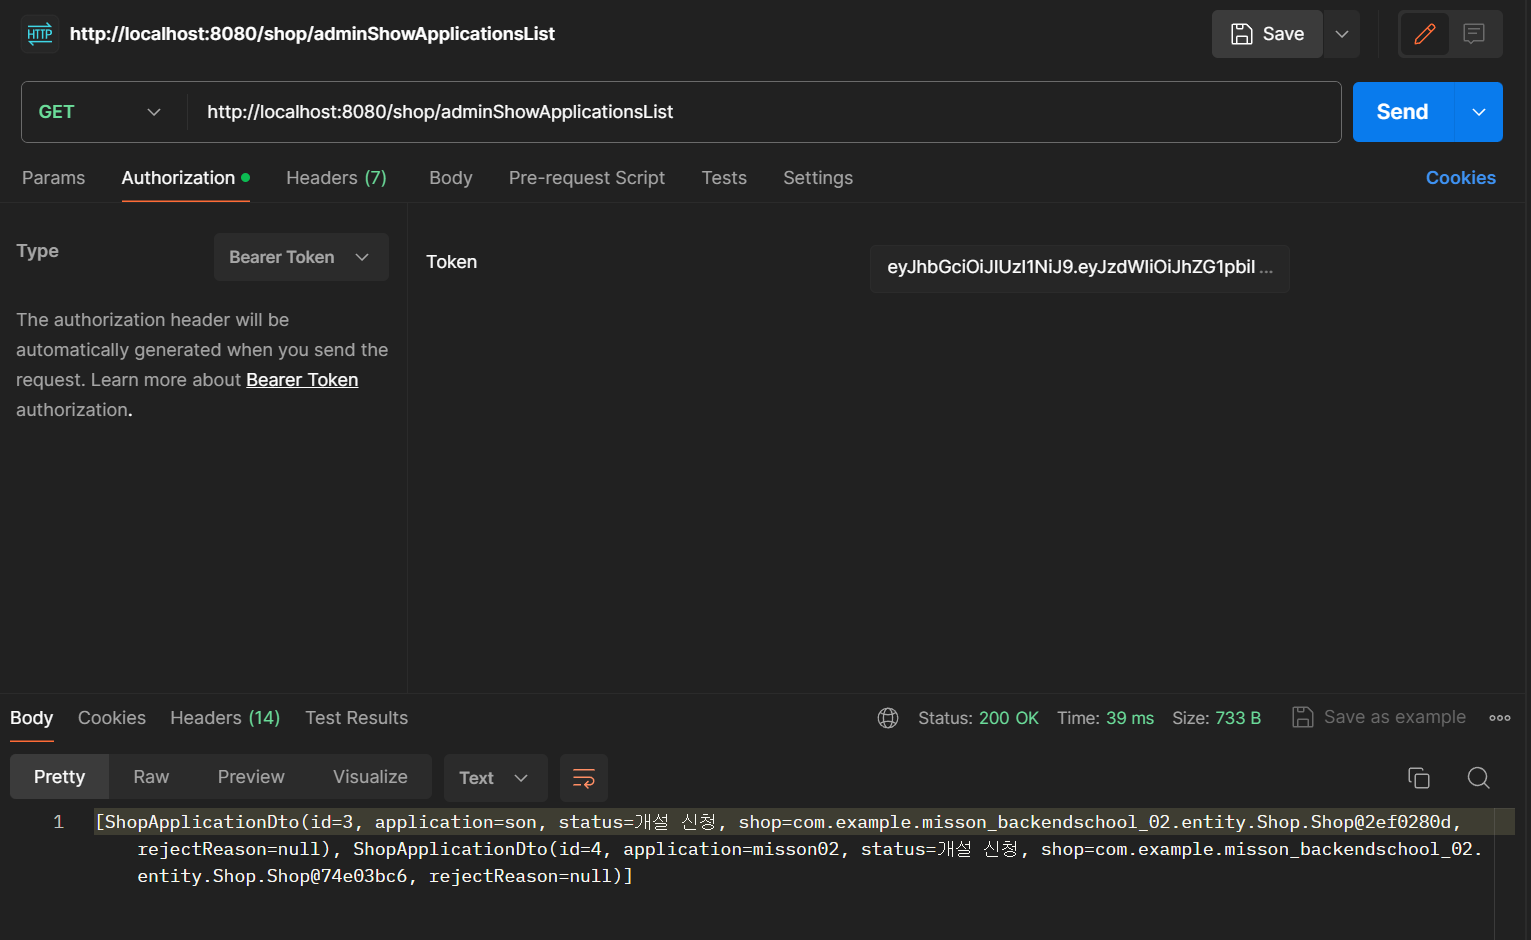 HTTP http://localhost:8080/shop/adminShowApplicationsList Save
GET http://localhost:8080/shop/adminShowApplicationsList Send
Params Authorization Headers (7) Body Pre-request Script Tests Settings Cookies
Type Bearer Token
Token eyJhbGciOiJIUzI1NiJ9.eyJzdWIiOiJhZG1pbiI ...
The authorization header will be
automatically generated when you send the
request. Learn more about Bearer Token
authorization.
Body Cookies Headers (14) Test Results Status: 200 OK Time: 39 ms Size: 733 B Save as example
Pretty Raw Preview Visualize Text
1 [ShopApplicationDto(id=3, application=son, status=개설 신청, shop=com.example.misson_backendschool_02.entity.Shop.Shop@2ef0280d,
rejectReason=null), ShopApplicationDto(id=4, application=misson02, status=개설 신청, shop=com.example.misson_backendschool_02.
entity.Shop.Shop@74e03bc6, rejectReason=null)]